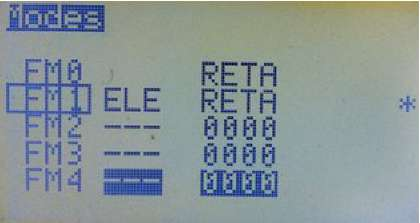 Modes
FM0 RETA
FM1 ELE RETA *
FM2 --- 0000
FM3 --- 0000
FM4 --- 0000